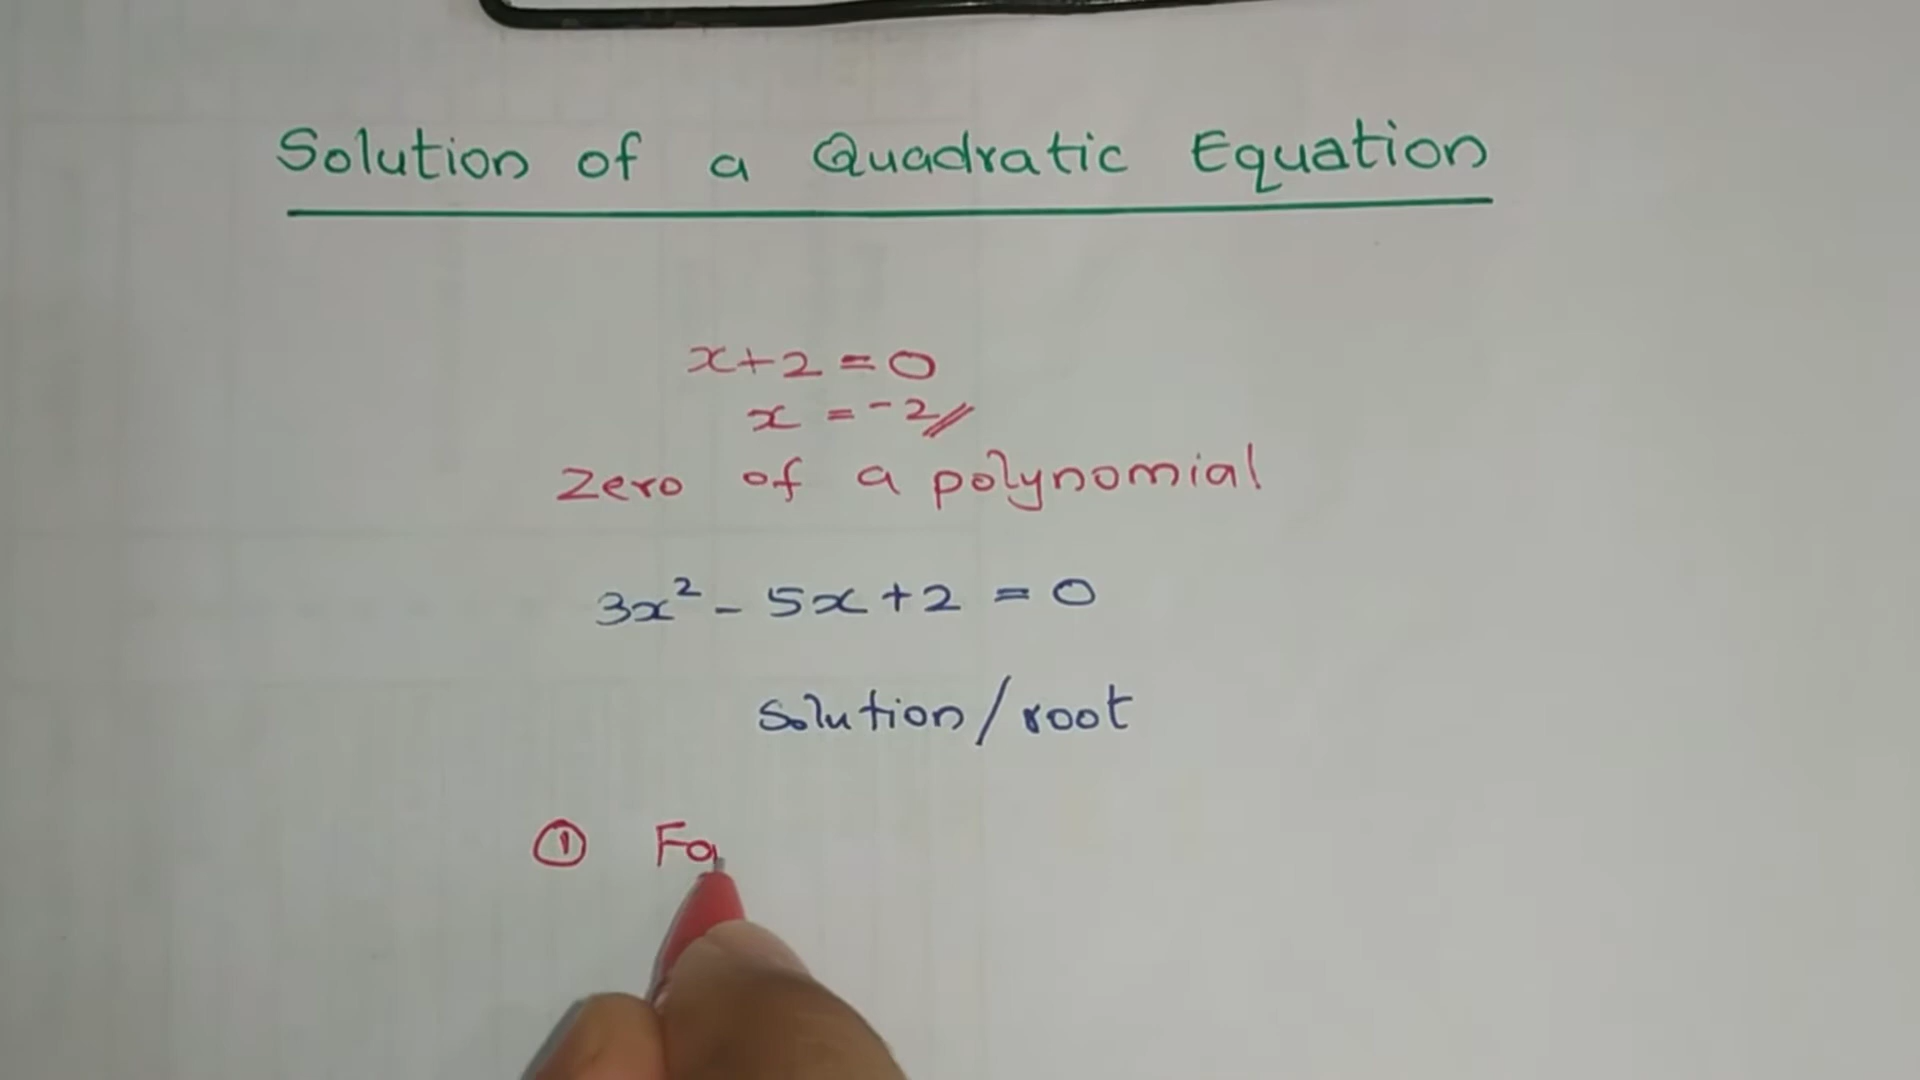 Solution of a Quadratic Equation
x+2=0
x = -2//
Zero of a polynomial
3x² - 5x+2 = 0
Solution/root
① Fa